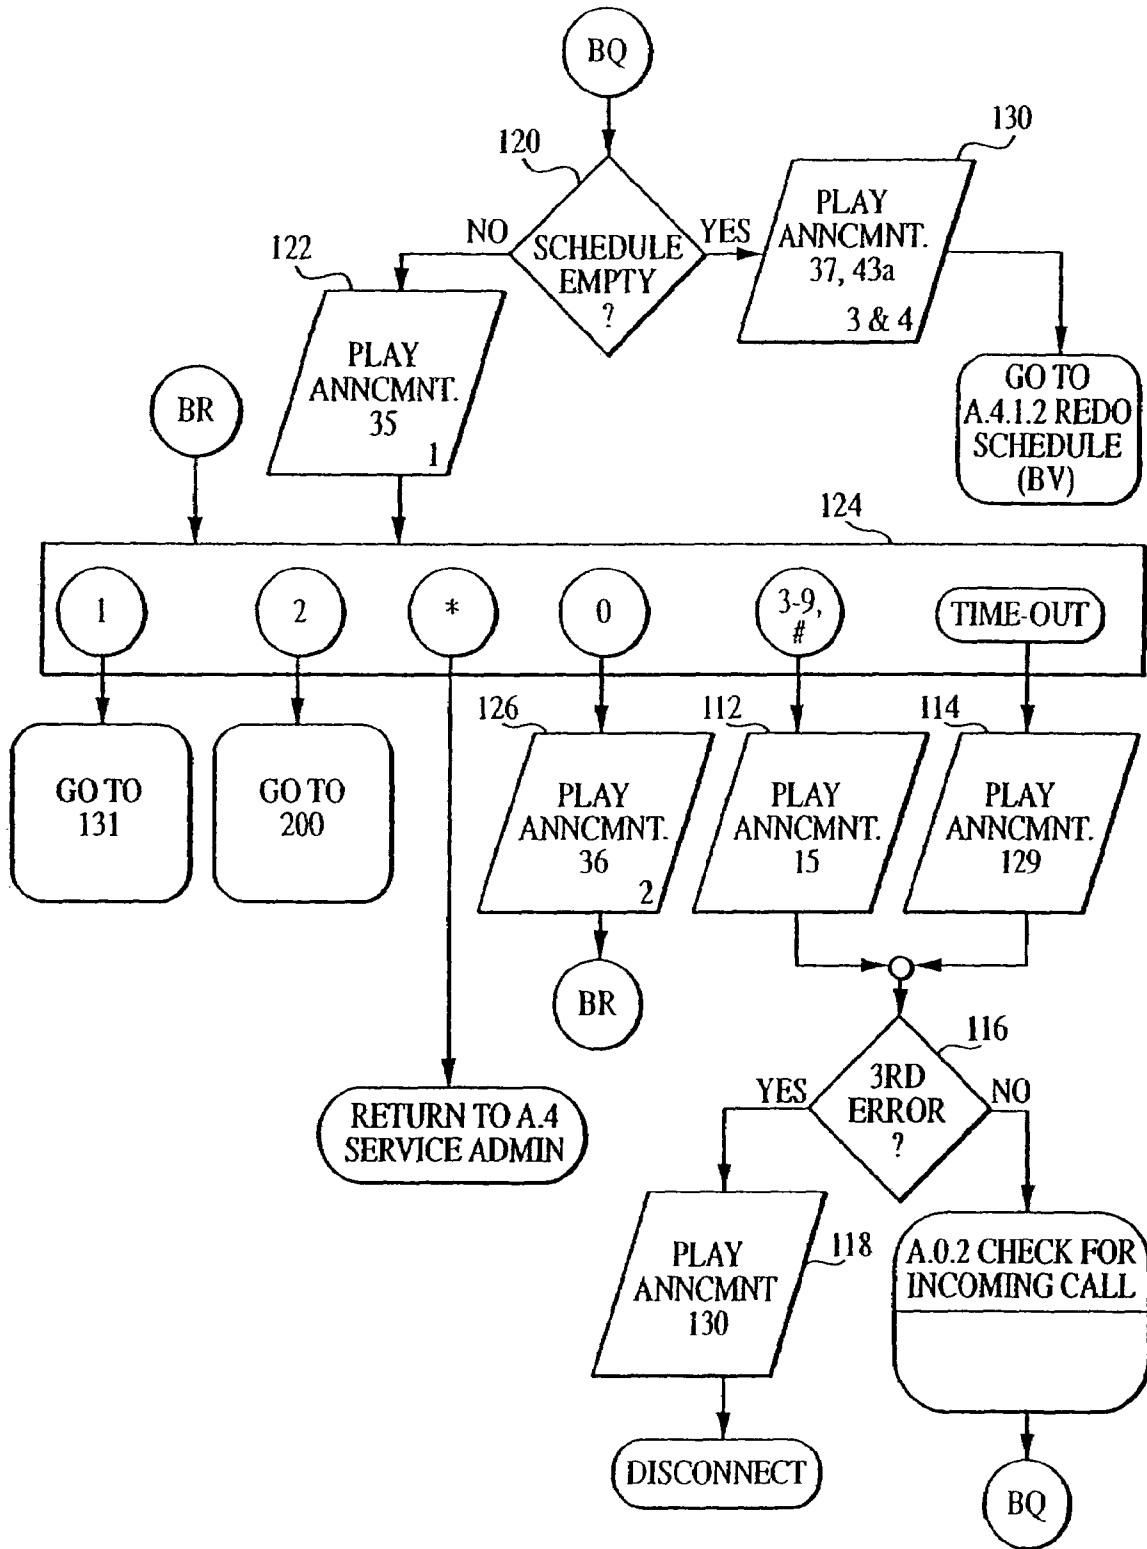 BQ
120
130
NO
SCHEDULE
EMPTY
?
YES
PLAY
ANNCMNT.
37, 43a
3 & 4
122
PLAY
ANNCMNT.
35
1
BR
GO TO
A.4.1.2 REDO
SCHEDULE
(BV)
124
1
2
*
0
3-9,
#
TIME-OUT
GO TO
131
GO TO
200
126
PLAY
ANNCMNT.
36
2
112
PLAY
ANNCMNT.
15
114
PLAY
ANNCMNT.
129
BR
116
YES
3RD
ERROR
?
NO
RETURN TO A.4
SERVICE ADMIN
118
PLAY
ANNCMNT
130
A.0.2 CHECK FOR
INCOMING CALL
DISCONNECT
BQ